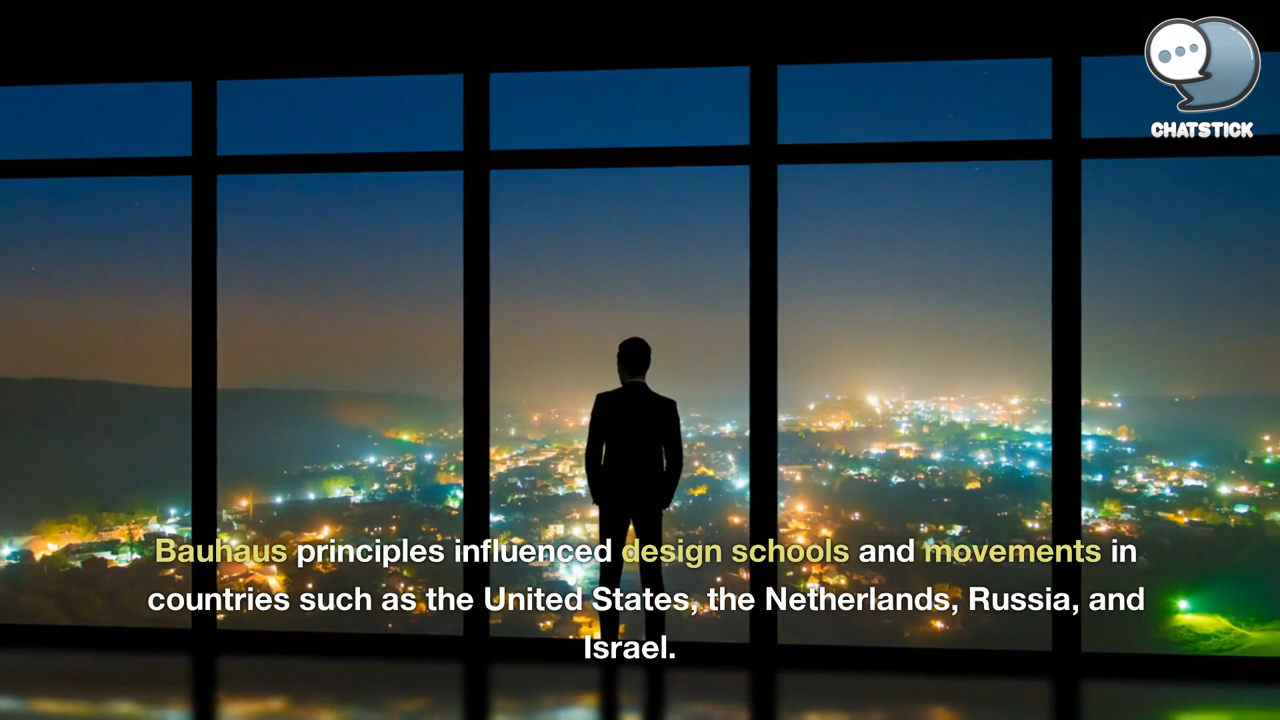 CHATSTICK
Bauhaus principles influenced design schools and movements in
countries such as the United States, the Netherlands, Russia, and
Israel.